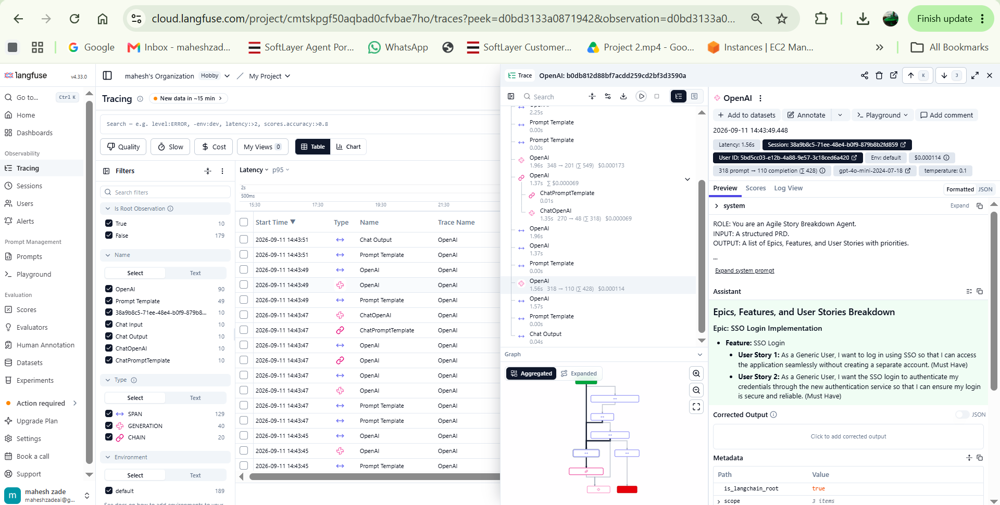 cloud.langfuse.com/project/cmtskpgf50aqbad0cfvbae7ho/traces?peek=d0bd3133a0871942&observation=d0bd3133a0...
Finish update
Google
Inbox - maheshzad...
SoftLayer Agent Por...
WhatsApp
SoftLayer Customer...
Project 2.mp4 - Goo...
Instances | EC2 Man...
All Bookmarks
langfuse
v4.33.0
Go to...
Ctrl K
Home
Dashboards
Observability
Tracing
Sessions
Users
Alerts
Prompt Management
Prompts
Playground
Evaluation
Scores
Evaluators
Human Annotation
Datasets
Experiments
Action required
Upgrade Plan
Settings
Book a call
Support
m
mahesh zade
maheshzadeai@g...
mahesh's Organization
Hobby
My Project
Tracing
New data in ~15 min
Search — e.g. level:ERROR, -env:dev, latency:>2, scores.accuracy:>0.8
Quality
Slow
Cost
My Views 0
Table
Chart
Filters
Search filters
Is Root Observation
True 10
False 179
Name
Select Text
OpenAI 90
Prompt Template 49
38a9b8c5-71ee-48e4-b0f9-879b8... 10
Chat Input 10
Chat Output 10
ChatOpenAI 10
ChatPromptTemplate 10
Type
Select Text
SPAN 129
GENERATION 40
CHAIN 20
Environment
Select Text
default 189
See docs on how to add environments to your
Latency p95
2s
500ms
15:30 17:30 19:30 21:30
Start Time Type Name Trace Name
2026-09-11 14:43:51 Chat Output OpenAI
2026-09-11 14:43:51 Prompt Template OpenAI
2026-09-11 14:43:49 OpenAI OpenAI
2026-09-11 14:43:49 OpenAI OpenAI
2026-09-11 14:43:49 Prompt Template OpenAI
2026-09-11 14:43:47 ChatOpenAI OpenAI
2026-09-11 14:43:47 ChatPromptTemplate OpenAI
2026-09-11 14:43:47 OpenAI OpenAI
2026-09-11 14:43:47 OpenAI OpenAI
2026-09-11 14:43:47 OpenAI OpenAI
2026-09-11 14:43:47 OpenAI OpenAI
2026-09-11 14:43:47 Prompt Template OpenAI
2026-09-11 14:43:47 Prompt Template OpenAI
2026-09-11 14:43:45 OpenAI OpenAI
2026-09-11 14:43:45 OpenAI OpenAI
2026-09-11 14:43:45 Prompt Template OpenAI
Trace
OpenAI: b0db812d88bf7acdd259cd2bf3d3590a
K
J
Search
OpenAI
2.25s
Prompt Template
0.00s
Prompt Template
0.00s
OpenAI
1.96s 348 → 201 (∑ 549) $0.000173
OpenAI
1.37s ∑ $0.000069
ChatPromptTemplate
0.01s
ChatOpenAI
1.35s 270 → 48 (∑ 318) $0.000069
OpenAI
1.96s
OpenAI
1.37s
Prompt Template
0.00s
OpenAI
1.56s 318 → 110 (∑ 428) $0.000114
OpenAI
1.57s
Prompt Template
0.00s
Chat Output
0.04s
Graph
Aggregated
Expanded
OpenAI
Add to datasets
Annotate
Playground
Add comment
2026-09-11 14:43:49.448
Latency: 1.56s
Session: 38a9b8c5-71ee-48e4-b0f9-879b8b2fd859
User ID: 5bd5cc03-e12b-4a88-9e57-3c18ced6a420
Env: default
$0.000114
318 prompt → 110 completion (∑ 428)
gpt-4o-mini-2024-07-18
temperature: 0.1
Preview
Scores
Log View
Formatted
JSON
system
Expand
ROLE: You are an Agile Story Breakdown Agent.
INPUT: A structured PRD.
OUTPUT: A list of Epics, Features, and User Stories with priorities.
...
Expand system prompt
Assistant
Epics, Features, and User Stories Breakdown
Epic: SSO Login Implementation
• Feature: SSO Login
• User Story 1: As a Generic User, I want to log in using SSO so that I can access
the application seamlessly without creating a separate account. (Must Have)
• User Story 2: As a Generic User, I want the SSO login to authenticate my
credentials through the new authentication service so that I can ensure my login
is secure and reliable. (Must Have)
Corrected Output
JSON
Click to add corrected output
Metadata
Path Value
is_langchain_root true
scope 3 items